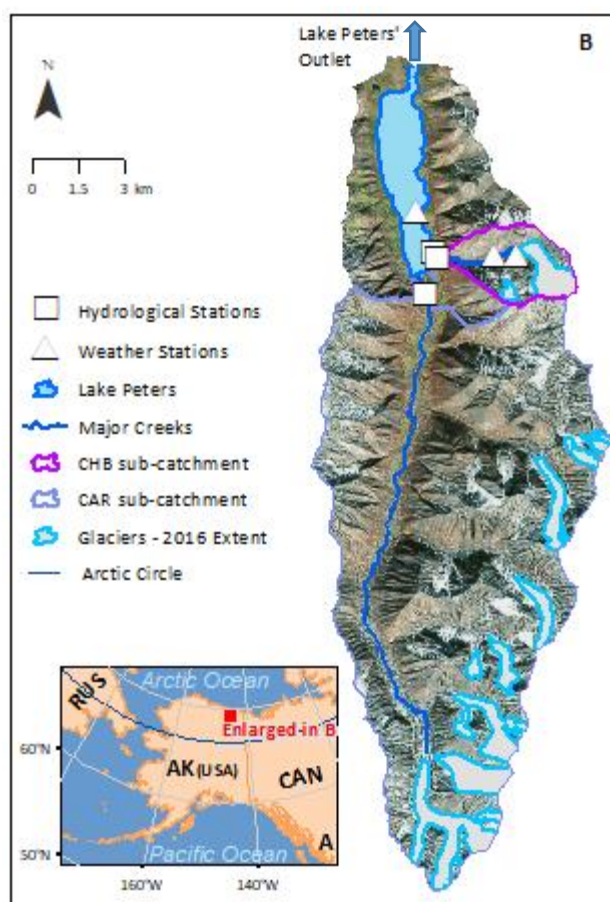 Lake Peters'
Outlet
B
N
0 1.5 3 km
Hydrological Stations
Weather Stations
Lake Peters
Major Creeks
CHB sub-catchment
CAR sub-catchment
Glaciers - 2016 Extent
Arctic Circle
Arctic Ocean
RUS
Enlarged in B
60°N
AK (USA)
CAN
A
50°N
Pacific Ocean
160°W 140°W